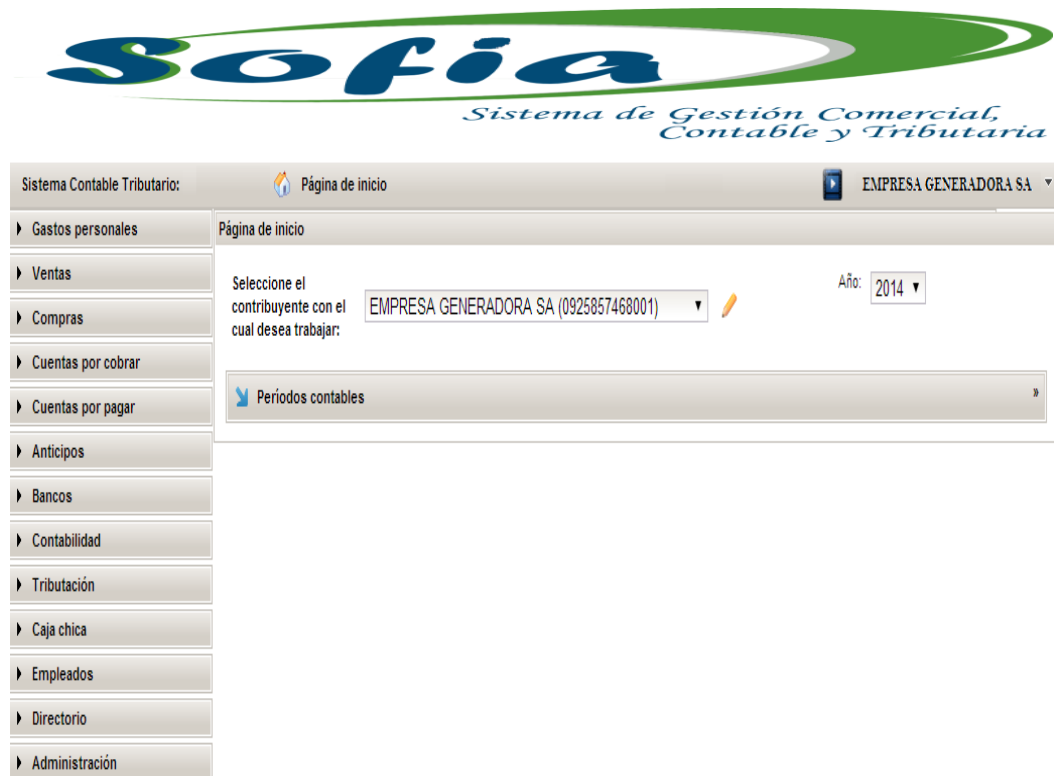 Sofia
Sistema de Gestión Comercial,
Contable y Tributaria
Sistema Contable Tributario:
Página de inicio
EMPRESA GENERADORA SA
Gastos personales
Ventas
Compras
Cuentas por cobrar
Cuentas por pagar
Anticipos
Bancos
Contabilidad
Tributación
Caja chica
Empleados
Directorio
Administración
Página de inicio
Seleccione el
contribuyente con el
cual desea trabajar:
EMPRESA GENERADORA SA (0925857468001)
Año:
2014
Períodos contables
»